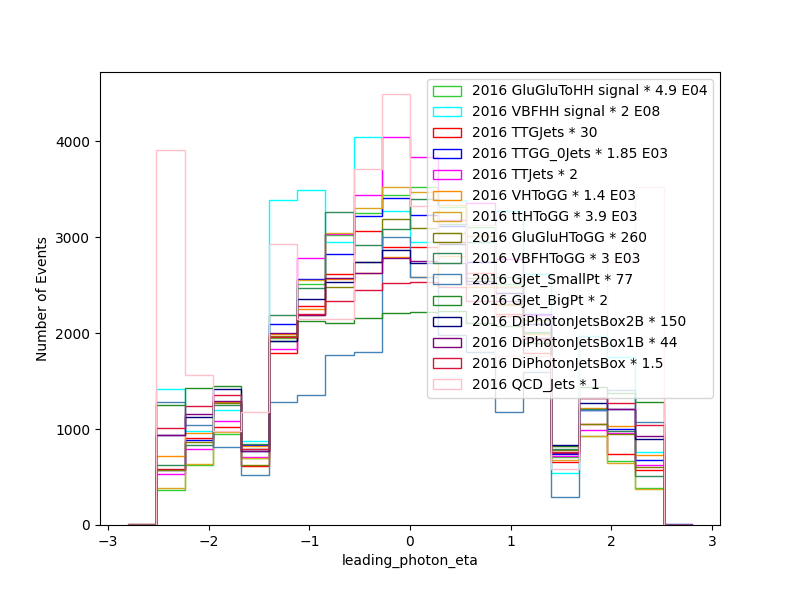 2016 GluGluToHH signal * 4.9 E04
2016 VBFHH signal * 2 E08
2016 TTGJets * 30
2016 TTGG_0Jets * 1.85 E03
2016 TTJets * 2
2016 VHToGG * 1.4 E03
2016 ttHToGG * 3.9 E03
2016 GluGluHToGG * 260
2016 VBFHToGG * 3 E03
2016 GJet_SmallPt * 77
2016 GJet_BigPt * 2
2016 DiPhotonJetsBox2B * 150
2016 DiPhotonJetsBox1B * 44
2016 DiPhotonJetsBox * 1.5
2016 QCD_Jets * 1
Number of Events
4000
3000
2000
1000
0
−3 −2 −1 0 1 2 3
leading_photon_eta